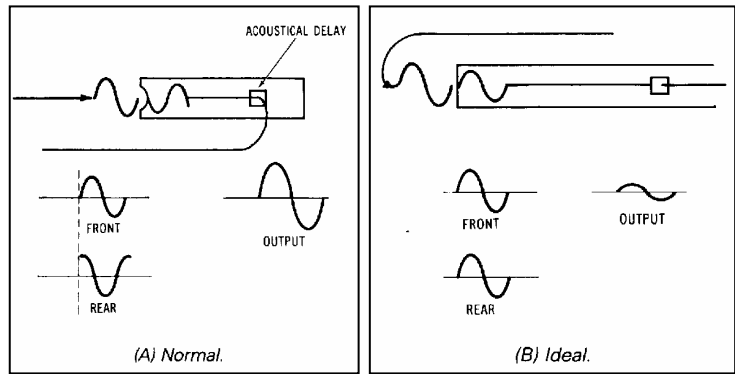 ACOUSTICAL DELAY
FRONT
OUTPUT
REAR
(A) Normal.
FRONT
OUTPUT
REAR
(B) Ideal.